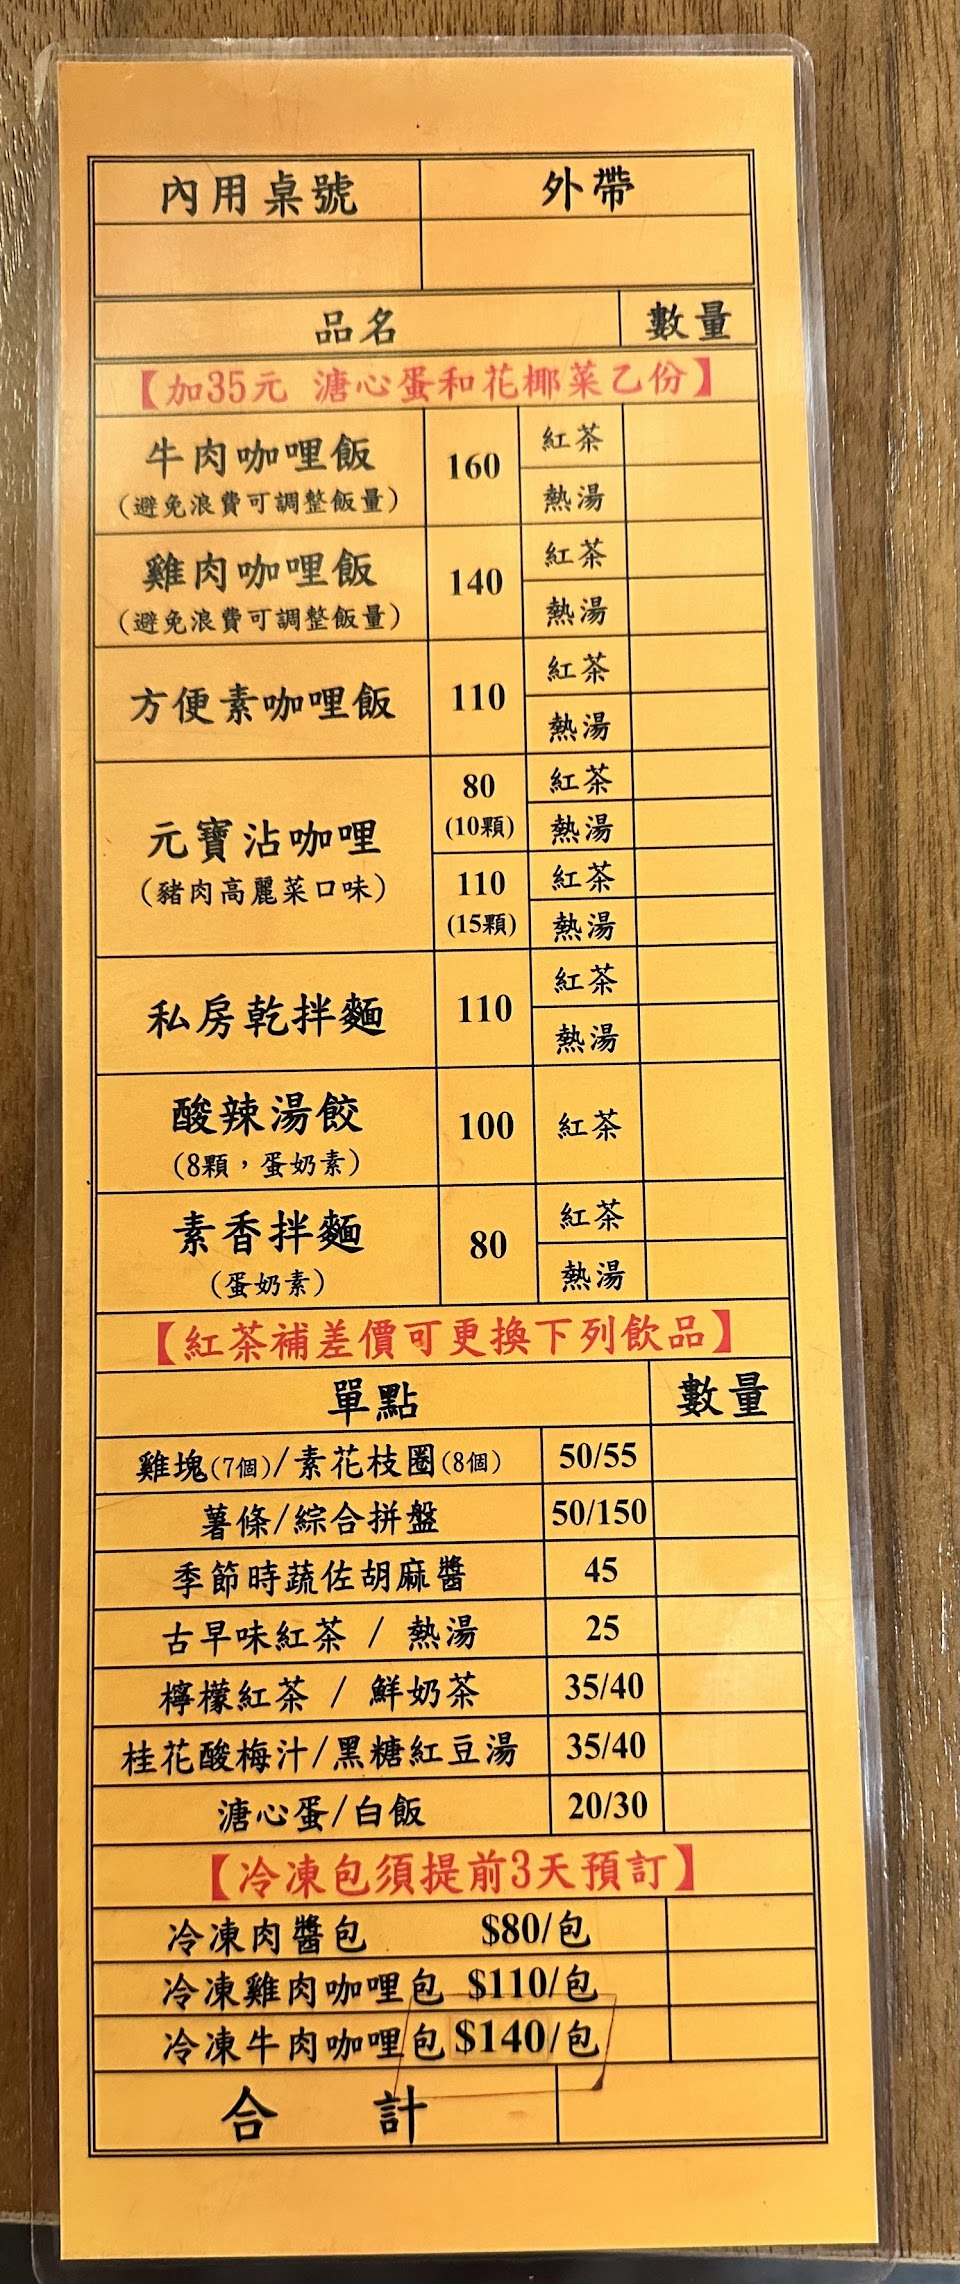 內用桌號 外帶
品名 數量
【加35元 溏心蛋和花椰菜乙份】
牛肉咖哩飯 160 紅茶
(避免浪費可調整飯量) 熱湯
雞肉咖哩飯 140 紅茶
(避免浪費可調整飯量) 熱湯
方便素咖哩飯 110 紅茶
熱湯
元寶沾咖哩 80 紅茶
(豬肉高麗菜口味) (10顆) 熱湯
110 紅茶
(15顆) 熱湯
私房乾拌麵 110 紅茶
熱湯
酸辣湯餃 100 紅茶
(8顆，蛋奶素)
素香拌麵 80 紅茶
(蛋奶素) 熱湯
【紅茶補差價可更換下列飲品】
單點 數量
雞塊(7個)/素花枝圈(8個) 50/55
薯條/綜合拼盤 50/150
季節時蔬佐胡麻醬 45
古早味紅茶 / 熱湯 25
檸檬紅茶 / 鮮奶茶 35/40
桂花酸梅汁/黑糖紅豆湯 35/40
溏心蛋/白飯 20/30
【冷凍包須提前3天預訂】
冷凍肉醬包 $80/包
冷凍雞肉咖哩包 $110/包
冷凍牛肉咖哩包 $140/包
合 計